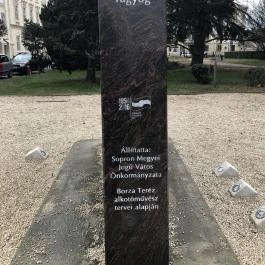 Állíttatta:
Sopron Megyei
Jogú Város
Önkormányzata
Borza Teréz
alkotóművész
tervei alapján